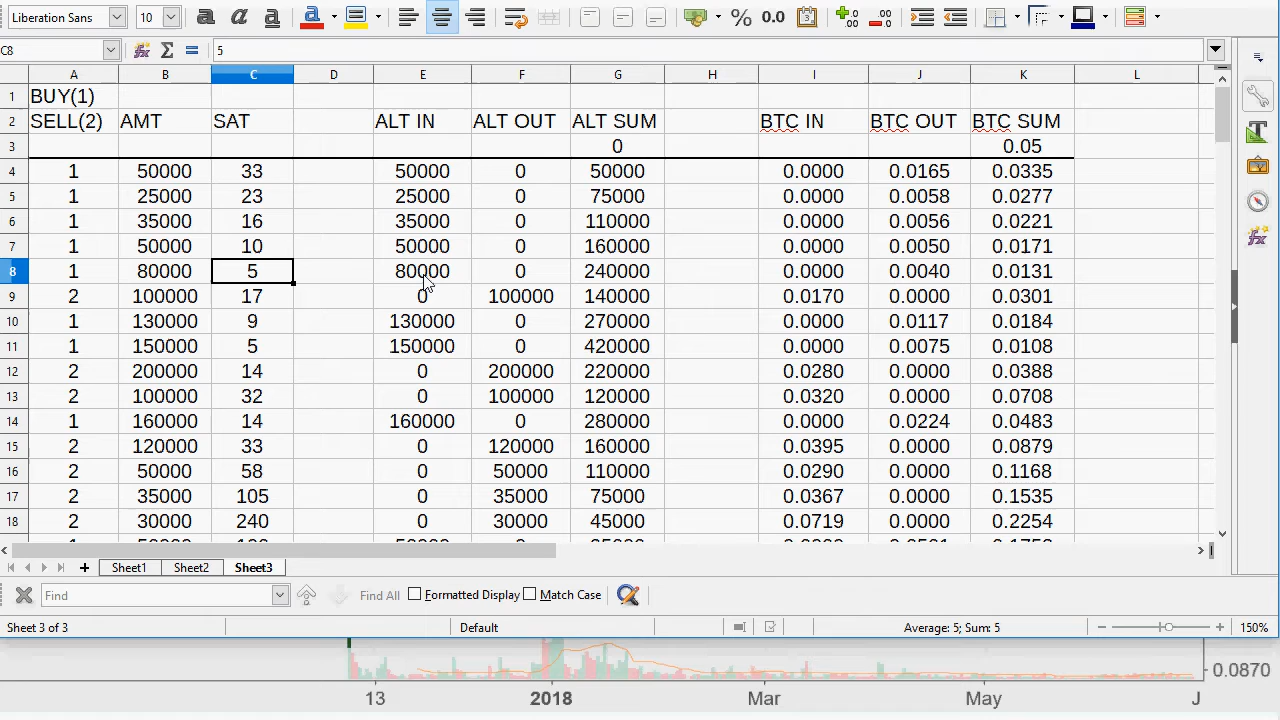 Liberation Sans 10 a a a a % 0.0
C8 5
A B C D E F G H I J K L
1 BUY(1)
2 SELL(2) AMT SAT ALT IN ALT OUT ALT SUM BTC IN BTC OUT BTC SUM
3 0 0.05
4 1 50000 33 50000 0 50000 0.0000 0.0165 0.0335
5 1 25000 23 25000 0 75000 0.0000 0.0058 0.0277
6 1 35000 16 35000 0 110000 0.0000 0.0056 0.0221
7 1 50000 10 50000 0 160000 0.0000 0.0050 0.0171
8 1 80000 5 80000 0 240000 0.0000 0.0040 0.0131
9 2 100000 17 0 100000 140000 0.0170 0.0000 0.0301
10 1 130000 9 130000 0 270000 0.0000 0.0117 0.0184
11 1 150000 5 150000 0 420000 0.0000 0.0075 0.0108
12 2 200000 14 0 200000 220000 0.0280 0.0000 0.0388
13 2 100000 32 0 100000 120000 0.0320 0.0000 0.0708
14 1 160000 14 160000 0 280000 0.0000 0.0224 0.0483
15 2 120000 33 0 120000 160000 0.0395 0.0000 0.0879
16 2 50000 58 0 50000 110000 0.0290 0.0000 0.1168
17 2 35000 105 0 35000 75000 0.0367 0.0000 0.1535
18 2 30000 240 0 30000 45000 0.0719 0.0000 0.2254
Sheet1 Sheet2 Sheet3
Find Find All Formatted Display Match Case
Sheet 3 of 3 Default Average: 5; Sum: 5 150%
0.0870
13 2018 Mar May J